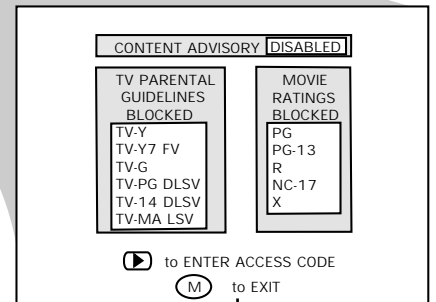 CONTENT ADVISORY DISABLED
TV PARENTAL
GUIDELINES
BLOCKED
TV-Y
TV-Y7 FV
TV-G
TV-PG DLSV
TV-14 DLSV
TV-MA LSV
MOVIE
RATINGS
BLOCKED
PG
PG-13
R
NC-17
X
to ENTER ACCESS CODE
M to EXIT